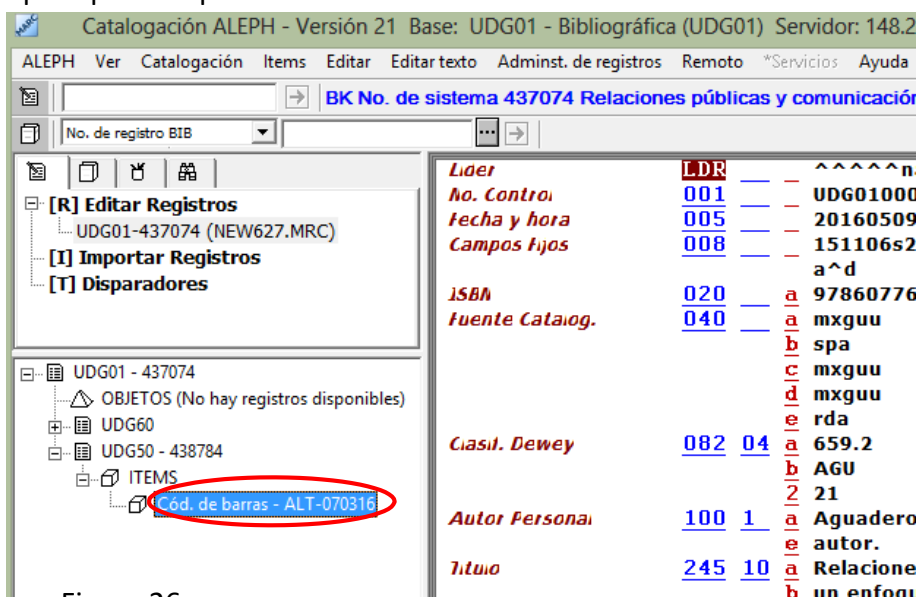 Catalogación ALEPH - Versión 21 Base: UDG01 - Bibliográfica (UDG01) Servidor: 148.2
ALEPH Ver Catalogación Items Editar Editar texto Adminst. de registros Remoto *Servicios Ayuda
BK No. de sistema 437074 Relaciones públicas y comunicación
No. de registro BIB
[R] Editar Registros
UDG01-437074 (NEW627.MRC)
[I] Importar Registros
[T] Disparadores
UDG01 - 437074
OBJETOS (No hay registros disponibles)
UDG60
UDG50 - 438784
ITEMS
Cód. de barras - ALT-070316
Lider LDR ^^^^^n
No. Control 001 UDG01000
Fecha y hora 005 20160509
Campos Fijos 008 151106s2
a^d
ISBN 020 a 97860776
Fuente Catalog. 040 a mxguu
b spa
c mxguu
d mxguu
e rda
Clasif. Dewey 082 04 a 659.2
b AGU
2 21
Autor Personal 100 1 a Aguadero
e autor.
Titulo 245 10 a Relacione
b un enfoqu